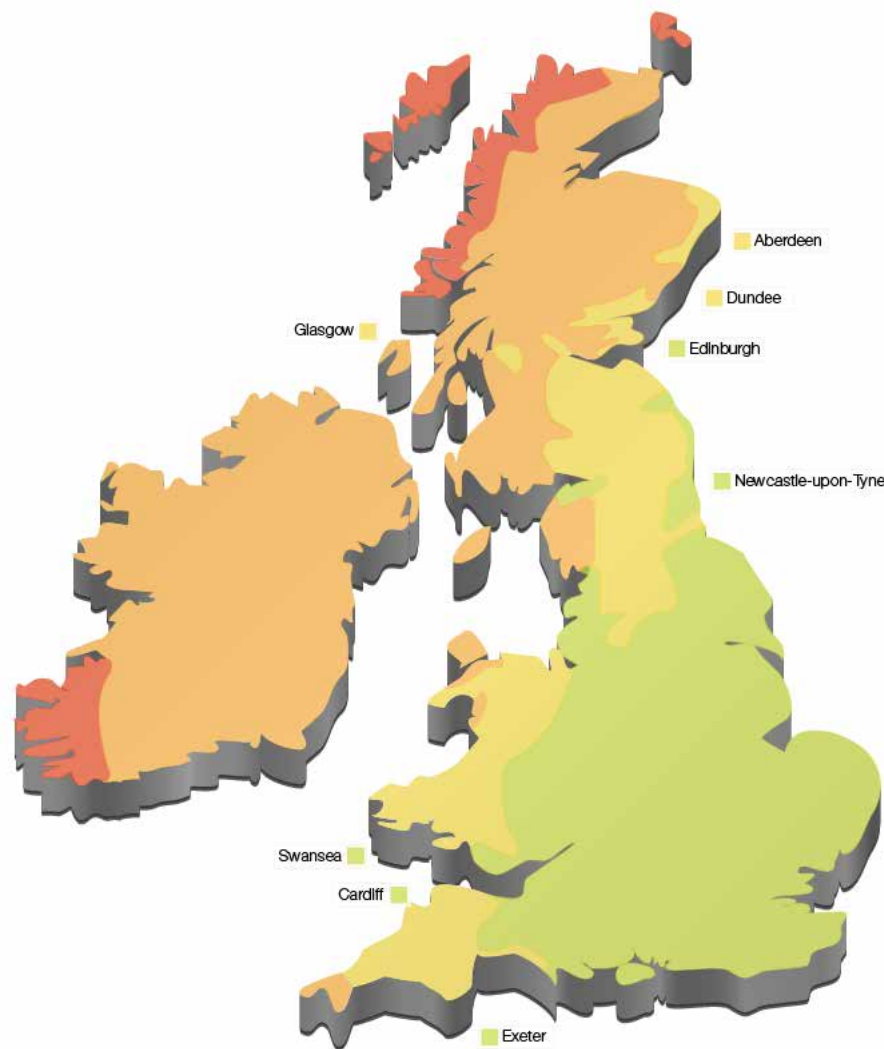 Aberdeen
Dundee
Glasgow
Edinburgh
Newcastle-upon-Tyne
Swansea
Cardiff
Exeter